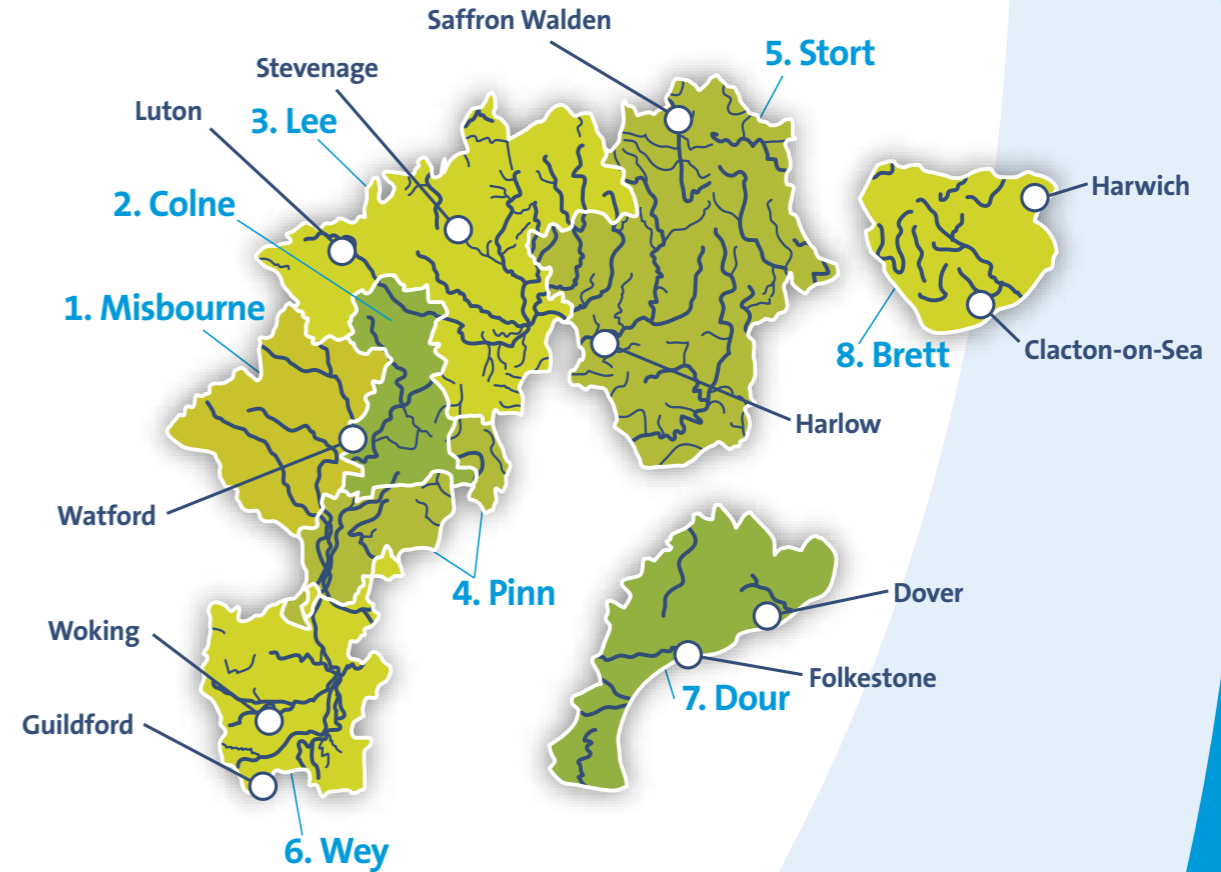 Saffron Walden
5. Stort
Stevenage
Luton
3. Lee
Harwich
2. Colne
1. Misbourne
8. Brett
Clacton-on-Sea
Harlow
Watford
4. Pinn
Dover
Woking
Folkestone
7. Dour
Guildford
6. Wey